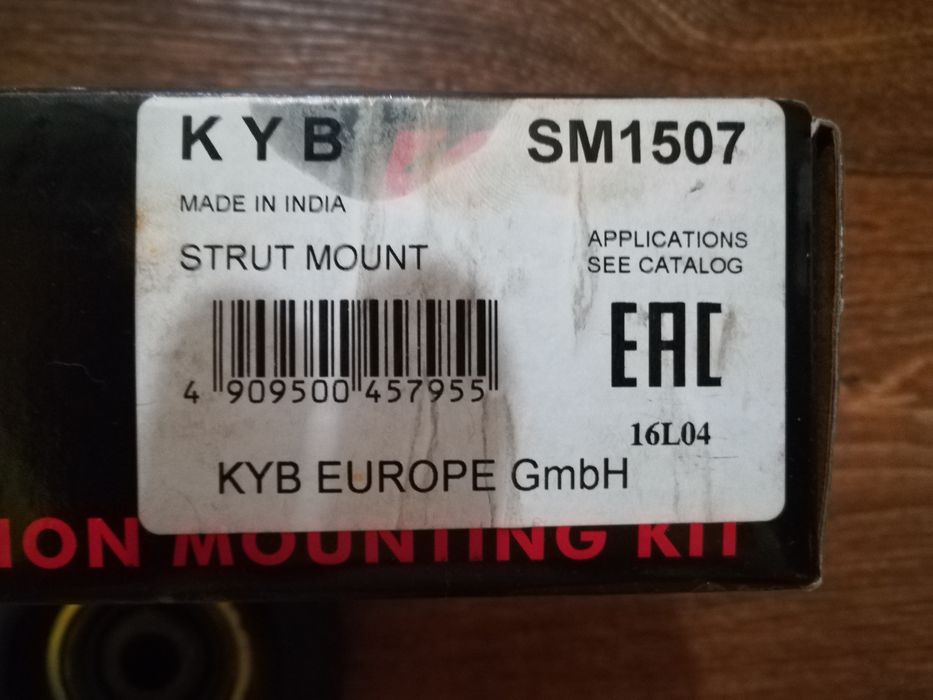 KYB
SM1507
MADE IN INDIA
STRUT MOUNT
APPLICATIONS
SEE CATALOG
EAC
4 909500 457955
16L04
KYB EUROPE GmbH
ION MOUNTING KIT